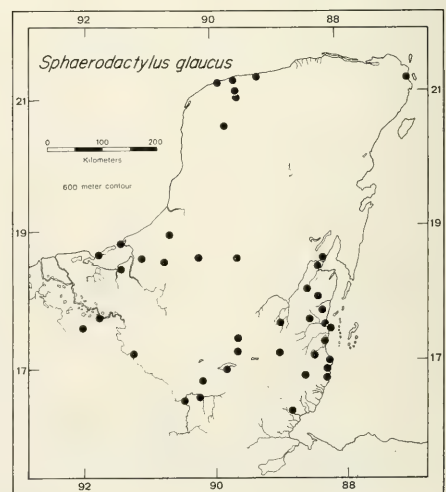 92 90 88
Sphaerodactylus glaucus
21 21
0 100 200
Kilometers
600 meter contour
19 19
17 17
92 90 88